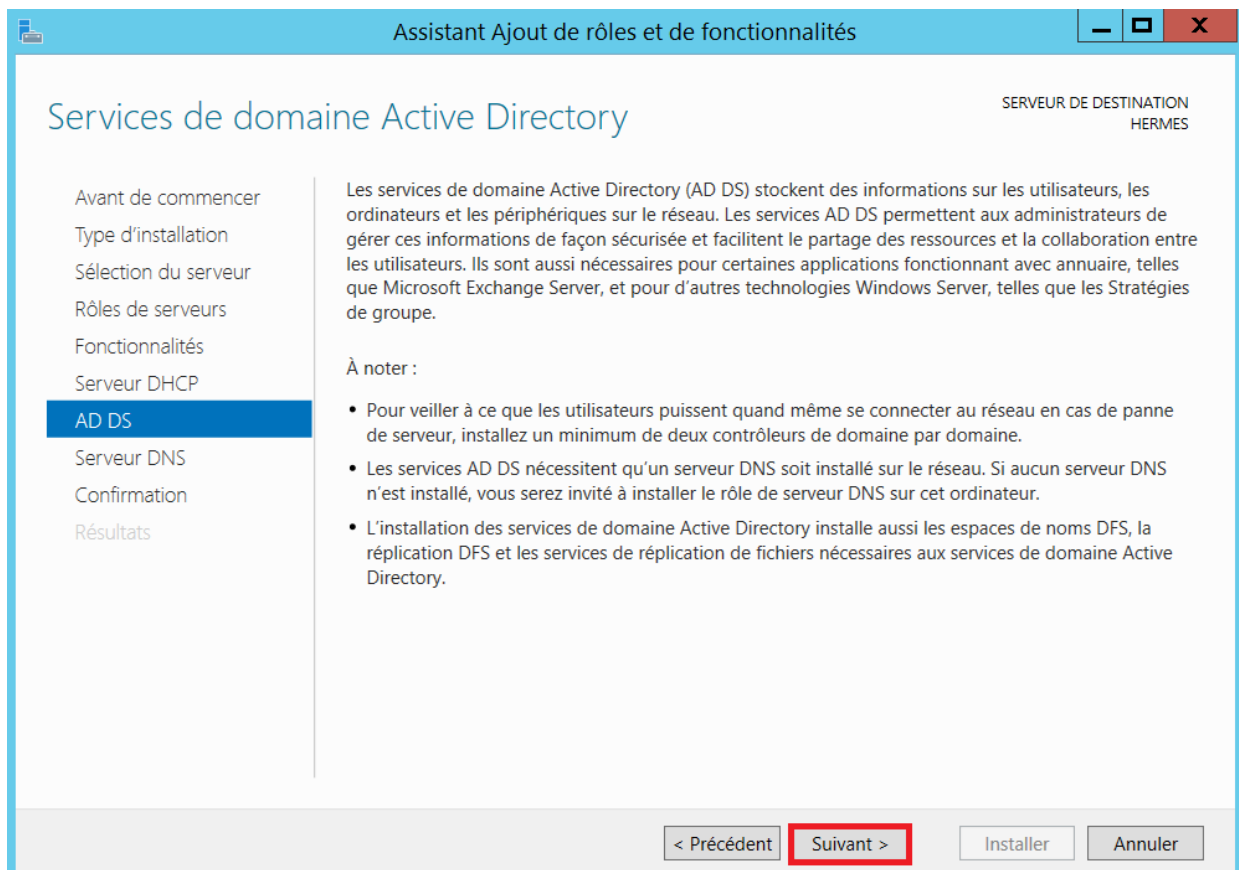 Assistant Ajout de rôles et de fonctionnalités
Services de domaine Active Directory
SERVEUR DE DESTINATION
HERMES
Avant de commencer
Type d’installation
Sélection du serveur
Rôles de serveurs
Fonctionnalités
Serveur DHCP
AD DS
Serveur DNS
Confirmation
Résultats
Les services de domaine Active Directory (AD DS) stockent des informations sur les utilisateurs, les
ordinateurs et les périphériques sur le réseau. Les services AD DS permettent aux administrateurs de
gérer ces informations de façon sécurisée et facilitent le partage des ressources et la collaboration entre
les utilisateurs. Ils sont aussi nécessaires pour certaines applications fonctionnant avec annuaire, telles
que Microsoft Exchange Server, et pour d’autres technologies Windows Server, telles que les Stratégies
de groupe.
À noter :
• Pour veiller à ce que les utilisateurs puissent quand même se connecter au réseau en cas de panne
de serveur, installez un minimum de deux contrôleurs de domaine par domaine.
• Les services AD DS nécessitent qu’un serveur DNS soit installé sur le réseau. Si aucun serveur DNS
n’est installé, vous serez invité à installer le rôle de serveur DNS sur cet ordinateur.
• L’installation des services de domaine Active Directory installe aussi les espaces de noms DFS, la
réplication DFS et les services de réplication de fichiers nécessaires aux services de domaine Active
Directory.
< Précédent
Suivant >
Installer
Annuler